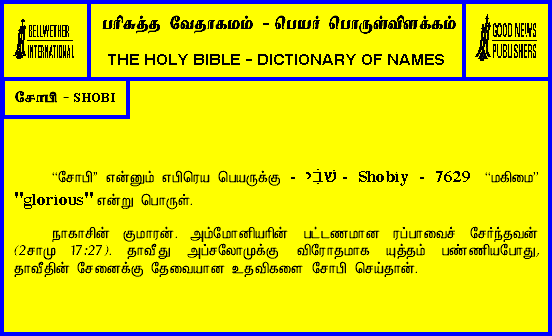 BELLWETHER
INTERNATIONAL
பரிசுத்த வேதாகமம் - பெயர் பொருள்விளக்கம்
THE HOLY BIBLE - DICTIONARY OF NAMES
GOOD NEWS
PUBLISHERS
சோபி - SHOBI
“சோபி” என்னும் எபிரெய பெயருக்கு - שֹׁבִי - Shobiy - 7629 “மகிமை”
"glorious" என்று பொருள்.
நாகாசின் குமாரன். அம்மோனியரின் பட்டணமான ரப்பாவைச் சேர்ந்தவன்
(2சாமு 17:27). தாவீது அப்சலோமுக்கு விரோதமாக யுத்தம் பண்ணியபோது,
தாவீதின் சேனைக்கு தேவையான உதவிகளை சோபி செய்தான்.